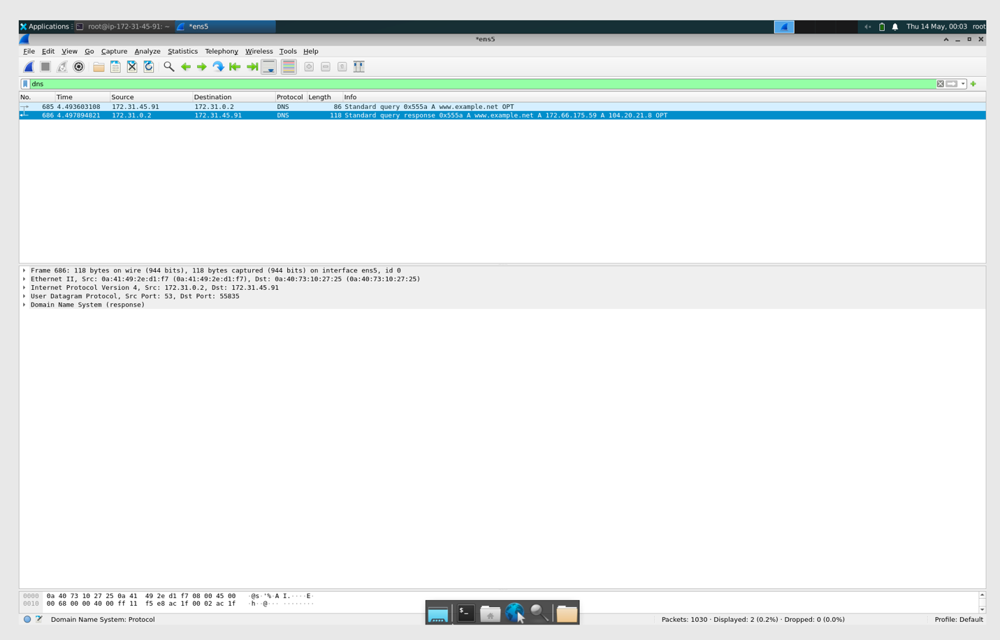 Applications root@ip-172-31-45-91: ~ *ens5 Thu 14 May, 00:03 root
*ens5
File Edit View Go Capture Analyze Statistics Telephony Wireless Tools Help
dns
No. Time Source Destination Protocol Length Info
685 4.493603108 172.31.45.91 172.31.0.2 DNS 86 Standard query 0x555a A www.example.net OPT
686 4.497894821 172.31.0.2 172.31.45.91 DNS 118 Standard query response 0x555a A www.example.net A 172.66.175.59 A 104.20.21.8 OPT
Frame 686: 118 bytes on wire (944 bits), 118 bytes captured (944 bits) on interface ens5, id 0
Ethernet II, Src: 0a:41:49:2e:d1:f7 (0a:41:49:2e:d1:f7), Dst: 0a:40:73:10:27:25 (0a:40:73:10:27:25)
Internet Protocol Version 4, Src: 172.31.0.2, Dst: 172.31.45.91
User Datagram Protocol, Src Port: 53, Dst Port: 55835
Domain Name System (response)
0000 0a 40 73 10 27 25 0a 41 49 2e d1 f7 08 00 45 00 ·@s·'%·A I.····E·
0010 00 68 00 00 40 00 ff 11 f5 e8 ac 1f 00 02 ac 1f ·h··@··· ········
$_
Domain Name System: Protocol Packets: 1030 · Displayed: 2 (0.2%) · Dropped: 0 (0.0%) Profile: Default